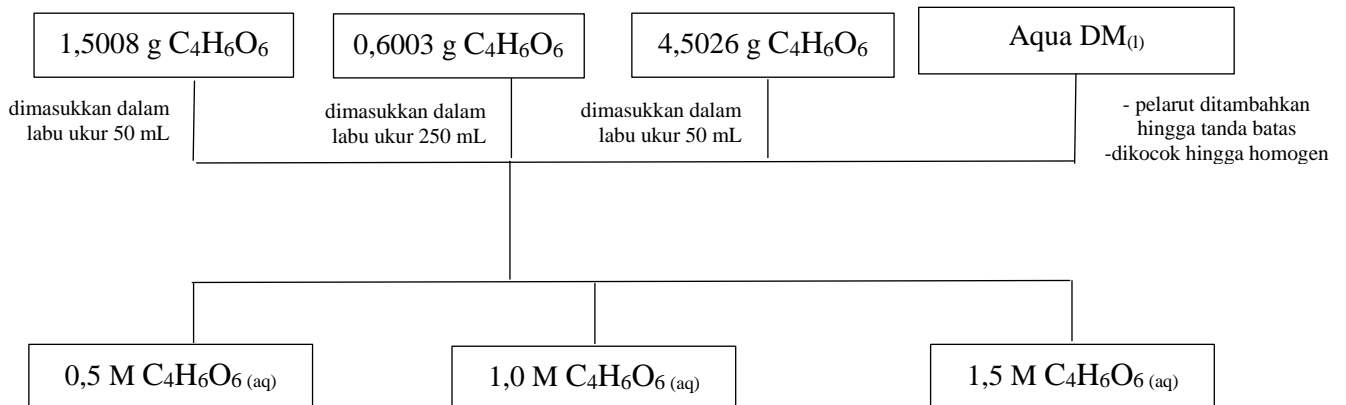 1,5008 g C₄H₆O₆
0,6003 g C₄H₆O₆
4,5026 g C₄H₆O₆
Aqua DM(l)
dimasukkan dalam
labu ukur 50 mL
dimasukkan dalam
labu ukur 250 mL
dimasukkan dalam
labu ukur 50 mL
- pelarut ditambahkan
hingga tanda batas
-dikocok hingga homogen
0,5 M C₄H₆O₆ (aq)
1,0 M C₄H₆O₆ (aq)
1,5 M C₄H₆O₆ (aq)